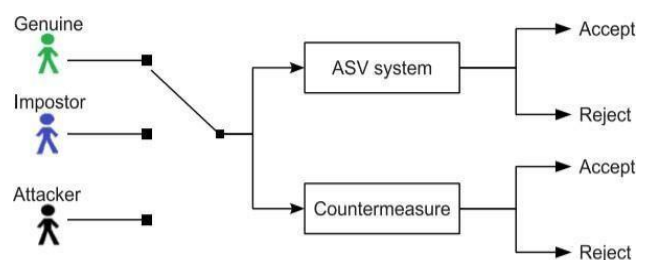 Genuine
Impostor
Attacker
ASV system
Countermeasure
Accept
Reject
Accept
Reject